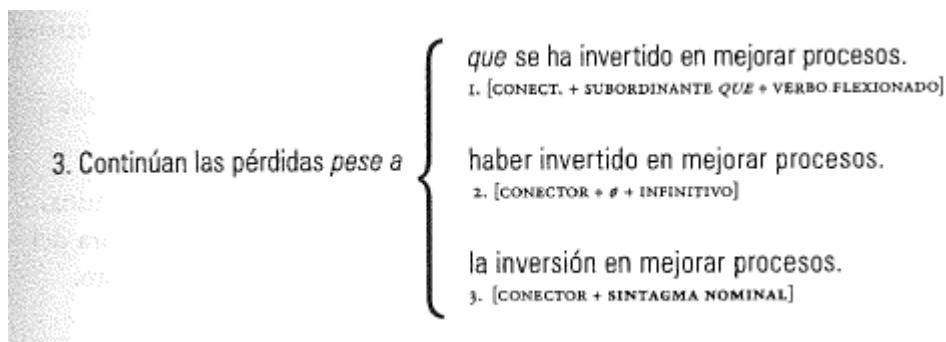 que se ha invertido en mejorar procesos.
1. [CONECT. + SUBORDINANTE QUE + VERBO FLEXIONADO]
3. Continúan las pérdidas pese a
haber invertido en mejorar procesos.
2. [CONECTOR + ø + INFINITIVO]
la inversión en mejorar procesos.
3. [CONECTOR + SINTAGMA NOMINAL]